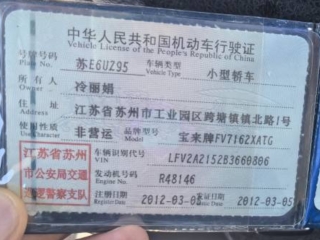 中华人民共和国机动车行驶证
Vehicle License of the People's Republic of China
号牌号码 苏E6UZ95 车辆类型 小型轿车
Plate No. Vehicle Type
所有人 冷丽娟
Owner
住址 江苏省苏州市工业园区跨塘镇镇北路1号
Address
使用性质 非营运 品牌型号 宝来牌FV7162XATG
Use Character Model
江苏省苏州
市公安局交通
巡逻警察支队
车辆识别代号 LFV2A2152B3660806
VIN
发动机号码 R48146
Engine No.
注册日期 2012-03-05 发证日期 2012-03-05
Register Date Issue Date